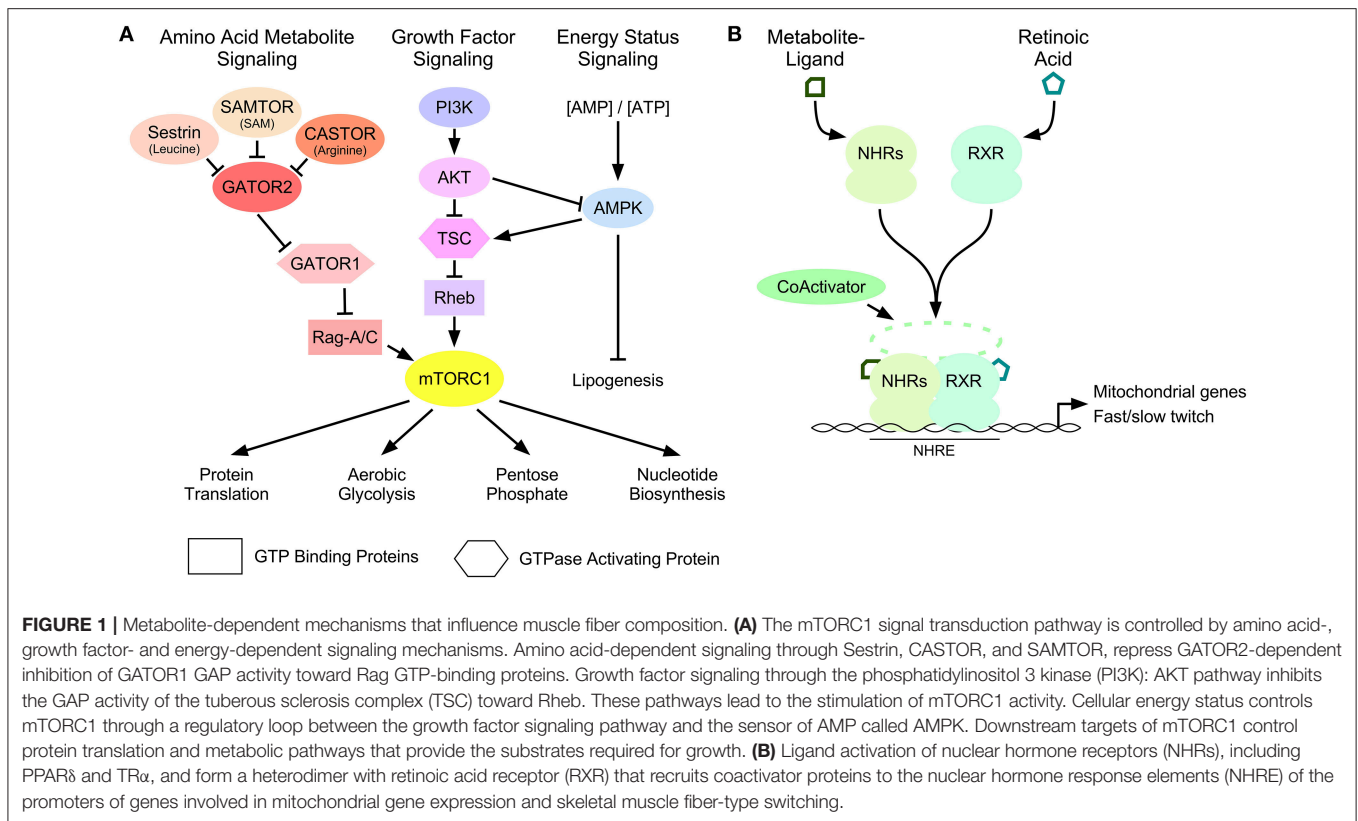 A
Amino Acid Metabolite
Signaling
Growth Factor
Signaling
Energy Status
Signaling
SAMTOR
(SAM)
Sestrin
(Leucine)
CASTOR
(Arginine)
GATOR2
GATOR1
Rag-A/C
PI3K
AKT
TSC
Rheb
mTORC1
[AMP] / [ATP]
AMPK
Lipogenesis
Protein
Translation
Aerobic
Glycolysis
Pentose
Phosphate
Nucleotide
Biosynthesis
GTP Binding Proteins
GTPase Activating Protein
B
Metabolite-
Ligand
Retinoic
Acid
NHRs
RXR
CoActivator
NHRs
RXR
NHRE
Mitochondrial genes
Fast/slow twitch
FIGURE 1 | Metabolite-dependent mechanisms that influence muscle fiber composition. (A) The mTORC1 signal transduction pathway is controlled by amino acid-,
growth factor- and energy-dependent signaling mechanisms. Amino acid-dependent signaling through Sestrin, CASTOR, and SAMTOR, repress GATOR2-dependent
inhibition of GATOR1 GAP activity toward Rag GTP-binding proteins. Growth factor signaling through the phosphatidylinositol 3 kinase (PI3K): AKT pathway inhibits
the GAP activity of the tuberous sclerosis complex (TSC) toward Rheb. These pathways lead to the stimulation of mTORC1 activity. Cellular energy status controls
mTORC1 through a regulatory loop between the growth factor signaling pathway and the sensor of AMP called AMPK. Downstream targets of mTORC1 control
protein translation and metabolic pathways that provide the substrates required for growth. (B) Ligand activation of nuclear hormone receptors (NHRs), including
PPARδ and TRα, and form a heterodimer with retinoic acid receptor (RXR) that recruits coactivator proteins to the nuclear hormone response elements (NHRE) of the
promoters of genes involved in mitochondrial gene expression and skeletal muscle fiber-type switching.